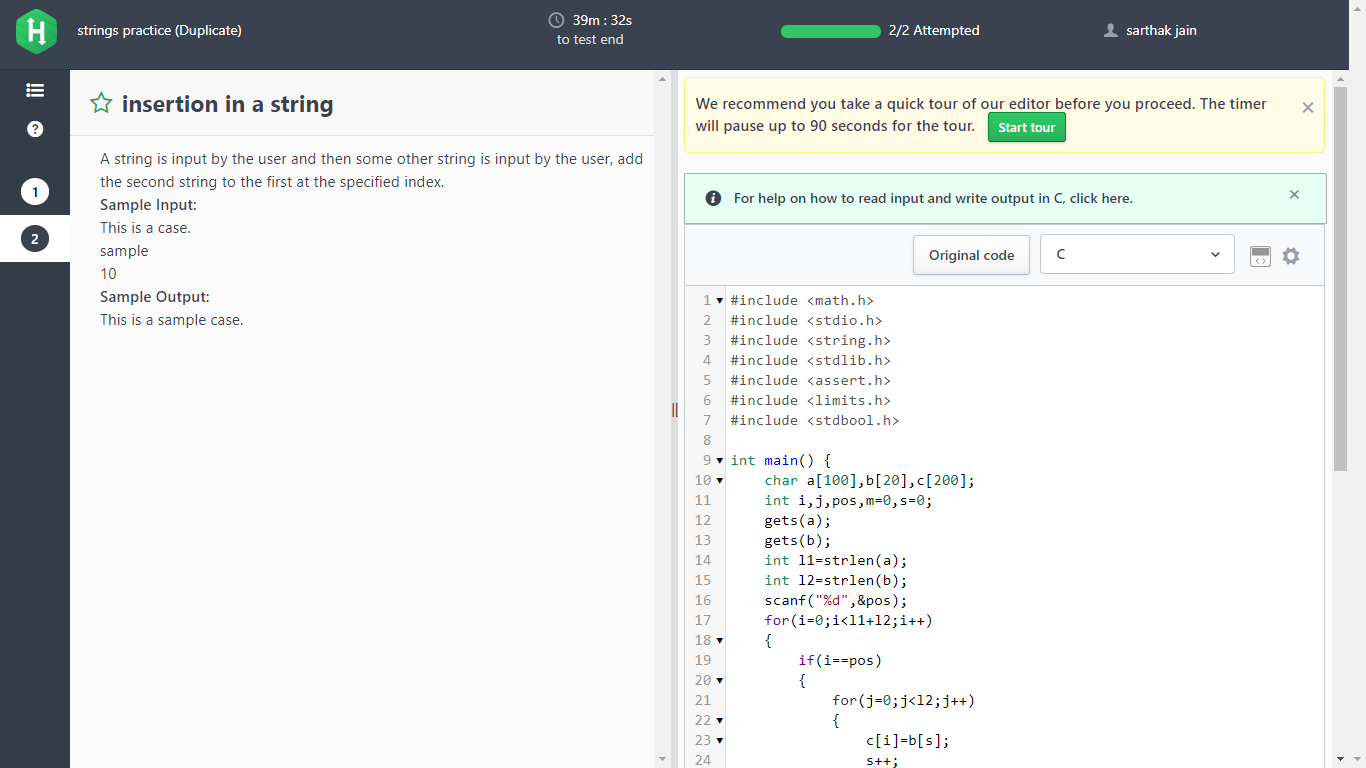 strings practice (Duplicate)
39m : 32s
to test end
2/2 Attempted
sarthak jain
1
2
insertion in a string
A string is input by the user and then some other string is input by the user, add
the second string to the first at the specified index.
Sample Input:
This is a case.
sample
10
Sample Output:
This is a sample case.
We recommend you take a quick tour of our editor before you proceed. The timer
will pause up to 90 seconds for the tour. Start tour
For help on how to read input and write output in C, click here.
Original code
C
1 #include <math.h>
2 #include <stdio.h>
3 #include <string.h>
4 #include <stdlib.h>
5 #include <assert.h>
6 #include <limits.h>
7 #include <stdbool.h>
8
9 int main() {
10     char a[100],b[20],c[200];
11     int i,j,pos,m=0,s=0;
12     gets(a);
13     gets(b);
14     int l1=strlen(a);
15     int l2=strlen(b);
16     scanf("%d",&pos);
17     for(i=0;i<l1+l2;i++)
18     {
19         if(i==pos)
20         {
21             for(j=0;j<l2;j++)
22             {
23                 c[i]=b[s];
24                 s++;